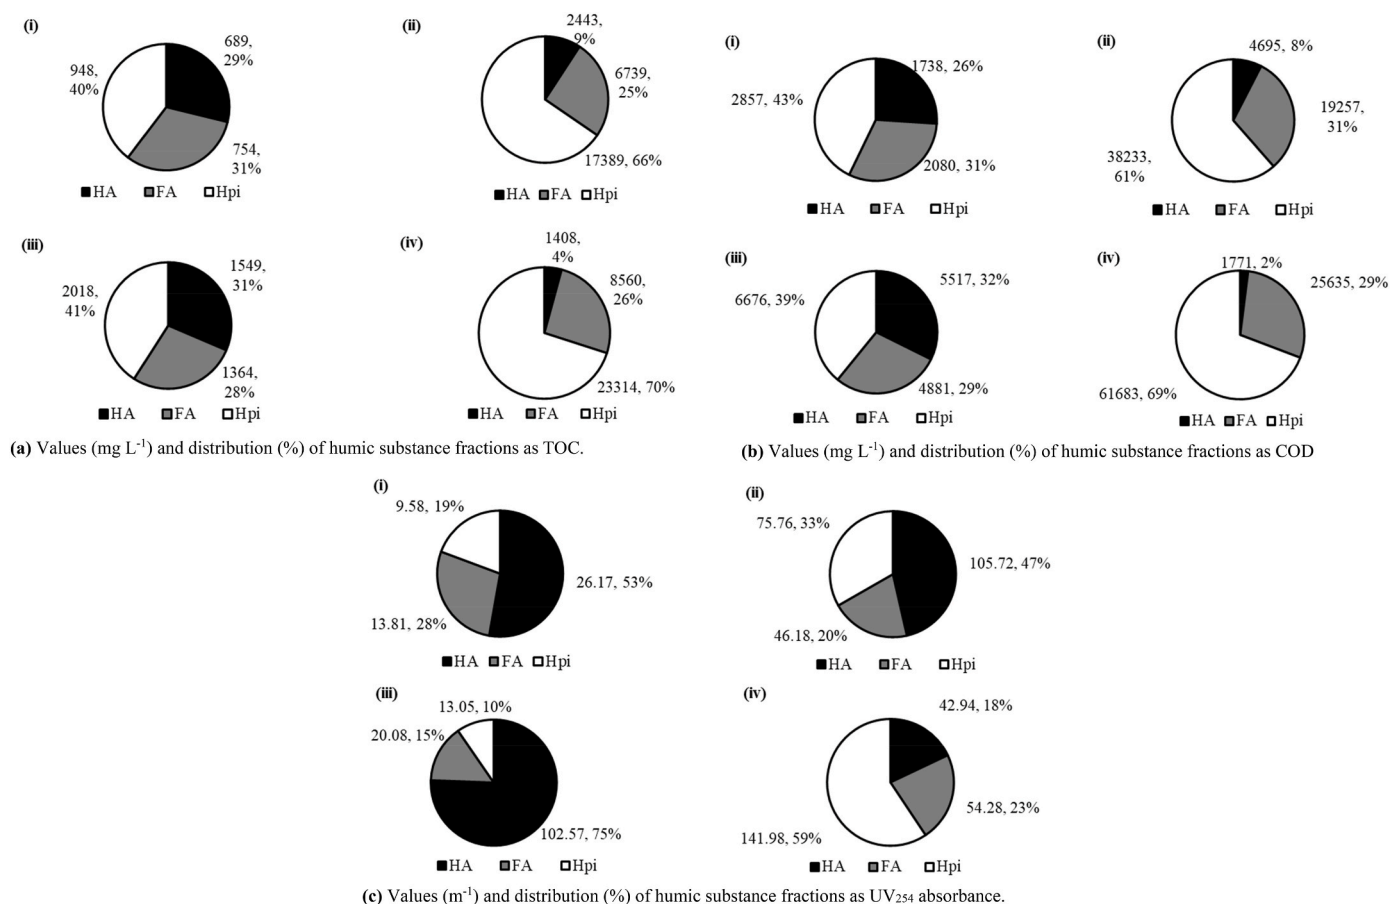 (i)
689,
29%
948,
40%
754,
31%
HA FA Hpi
(ii)
2443,
9%
6739,
25%
17389, 66%
HA FA Hpi
(iii)
1549,
31%
2018,
41%
1364,
28%
HA FA Hpi
(iv)
1408,
4%
8560,
26%
23314, 70%
HA FA Hpi
(a) Values (mg L-1) and distribution (%) of humic substance fractions as TOC.
(i)
1738, 26%
2857, 43%
2080, 31%
HA FA Hpi
(ii)
4695, 8%
19257,
31%
38233,
61%
HA FA Hpi
(iii)
5517, 32%
6676, 39%
4881, 29%
HA FA Hpi
(iv)
1771, 2%
25635, 29%
61683, 69%
HA FA Hpi
(b) Values (mg L-1) and distribution (%) of humic substance fractions as COD
(i)
9.58, 19%
26.17, 53%
13.81, 28%
HA FA Hpi
(ii)
75.76, 33%
105.72, 47%
46.18, 20%
HA FA Hpi
(iii)
13.05, 10%
20.08, 15%
102.57, 75%
HA FA Hpi
(iv)
42.94, 18%
54.28, 23%
141.98, 59%
HA FA Hpi
(c) Values (m-1) and distribution (%) of humic substance fractions as UV254 absorbance.